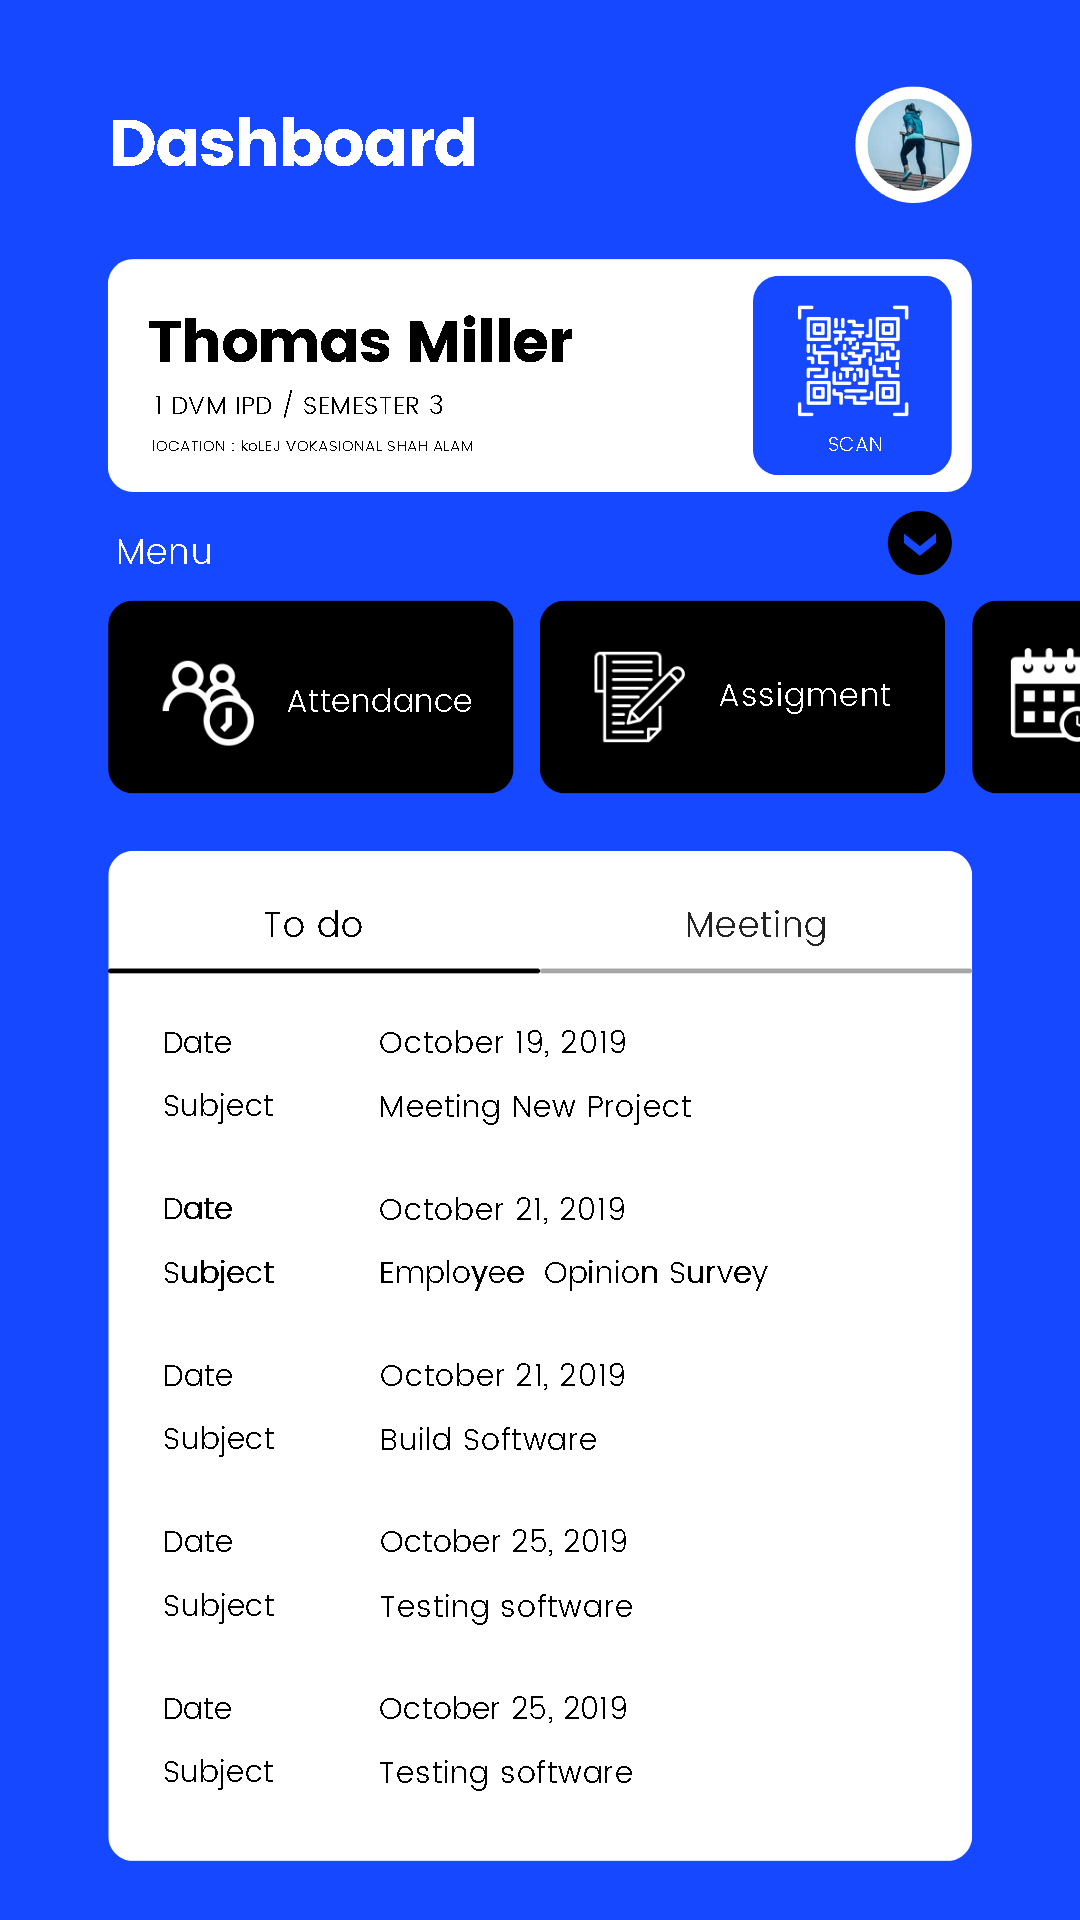 Dashboard
Thomas Miller
1 DVM IPD / SEMESTER 3
lOCATION : koLEJ VOKASIONAL SHAH ALAM
SCAN
Menu
Attendance
Assigment
To do
Meeting
Date October 19, 2019
Subject Meeting New Project
Date October 21, 2019
Subject Employee Opinion Survey
Date October 21, 2019
Subject Build Software
Date October 25, 2019
Subject Testing software
Date October 25, 2019
Subject Testing software